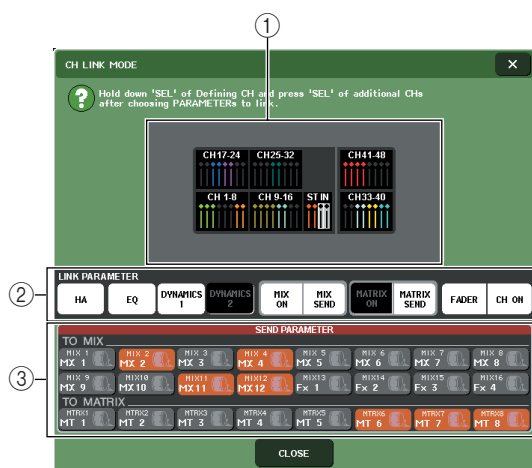 ①
CH LINK MODE ×
? Hold down 'SEL' of Defining CH and press 'SEL' of additional CHs
after choosing PARAMETERs to link.
CH17-24 CH25-32 CH41-48
CH 1-8 CH 9-16 ST IN CH33-40
②
LINK PARAMETER
HA EQ DYNAMICS 1 DYNAMICS 2 MIX ON MIX SEND MATRIX ON MATRIX SEND FADER CH ON
③
SEND PARAMETER
TO MIX
MIX 1 MIX 2 MIX 3 MIX 4 MIX 5 MIX 6 MIX 7 MIX 8
MX 1 MX 2 MX 3 MX 4 MX 5 MX 6 MX 7 MX 8
MIX 9 MIX10 MIX11 MIX12 MIX13 MIX14 MIX15 MIX16
MX 9 MX10 MX11 MX12 Fx 1 Fx 2 Fx 3 Fx 4
TO MATRIX
MTRX1 MTRX2 MTRX3 MTRX4 MTRX5 MTRX6 MTRX7 MTRX8
MT 1 MT 2 MT 3 MT 4 MT 5 MT 6 MT 7 MT 8
CLOSE